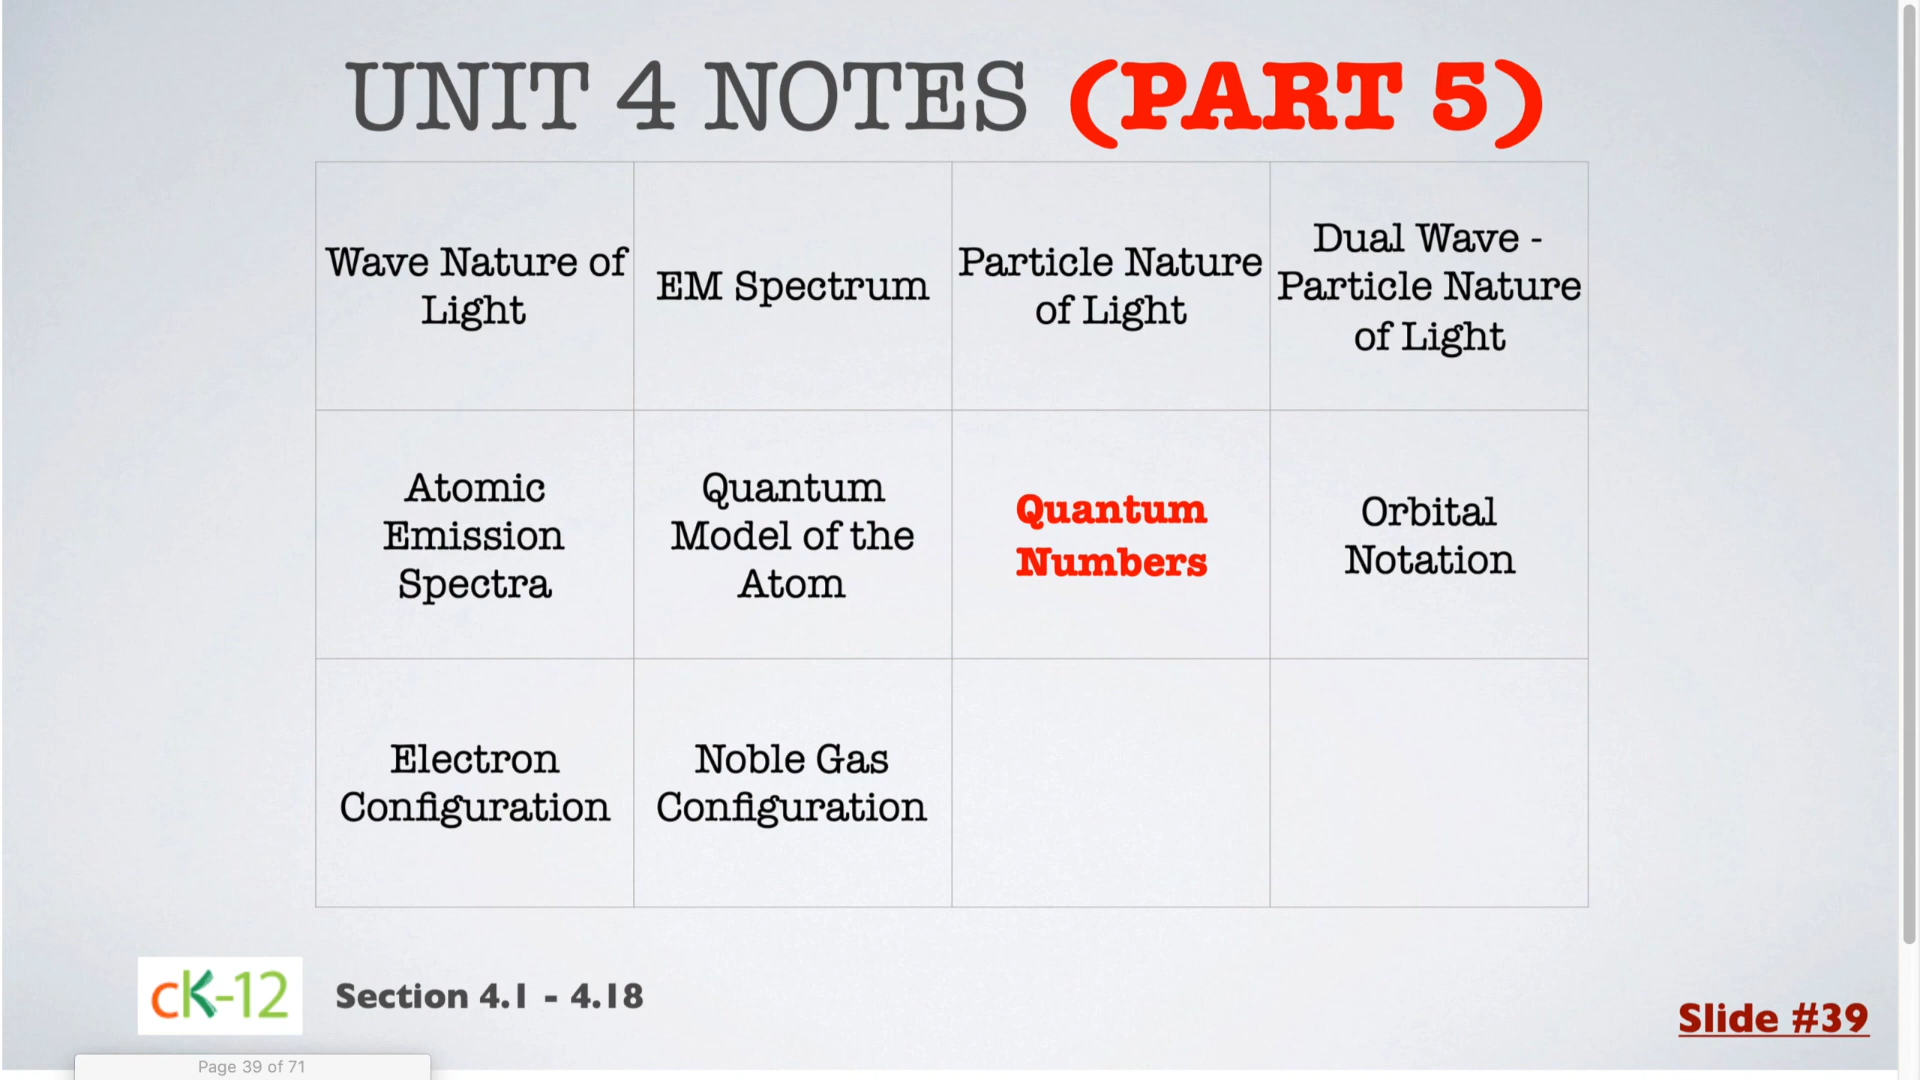 UNIT 4 NOTES (PART 5)
Wave Nature of
Light
EM Spectrum
Particle Nature
of Light
Dual Wave -
Particle Nature
of Light
Atomic
Emission
Spectra
Quantum
Model of the
Atom
Quantum
Numbers
Orbital
Notation
Electron
Configuration
Noble Gas
Configuration
cK-12
Section 4.1 - 4.18
Slide #39
Page 39 of 71